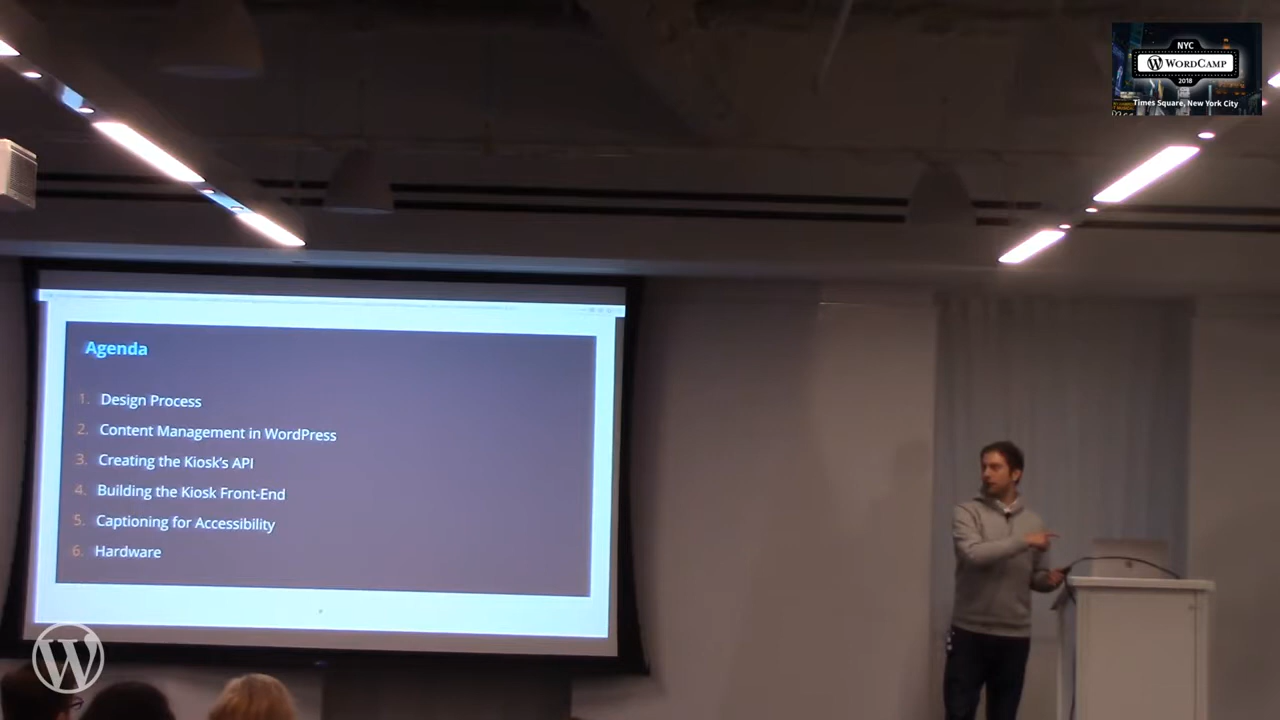 NYC
WORDCAMP
2018
Times Square, New York City
Agenda
1. Design Process
2. Content Management in WordPress
3. Creating the Kiosk's API
4. Building the Kiosk Front-End
5. Captioning for Accessibility
6. Hardware